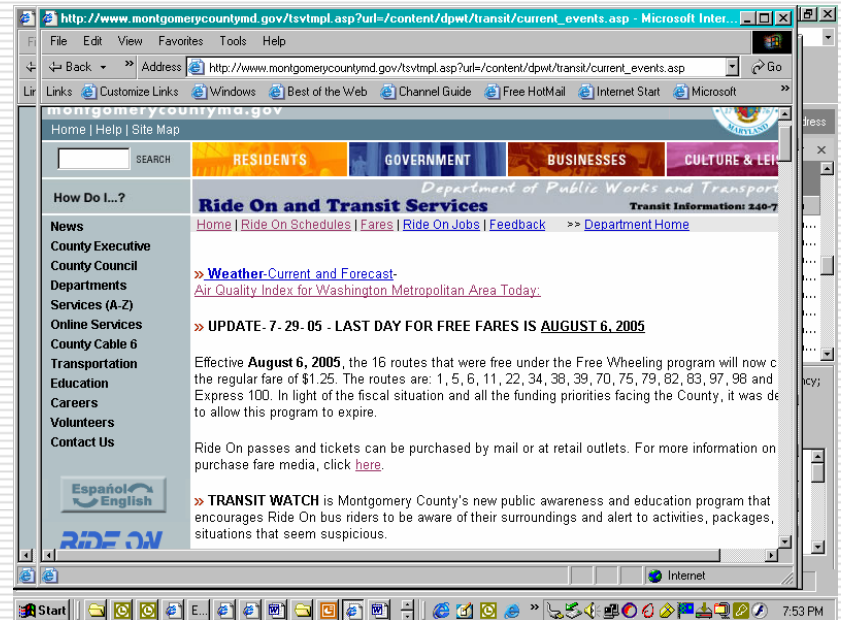 http://www.montgomerycountymd.gov/tsvtmpl.asp?url=/content/dpwt/transit/current_events.asp - Microsoft Inter...
File Edit View Favorites Tools Help
Back » Address http://www.montgomerycountymd.gov/tsvtmpl.asp?url=/content/dpwt/transit/current_events.asp Go
Links Customize Links Windows Best of the Web Channel Guide Free HotMail Internet Start Microsoft »
montgomerycountymd.gov
Home | Help | Site Map
MARYLAND
SEARCH RESIDENTS GOVERNMENT BUSINESSES CULTURE & LEIS
How Do I...?
Department of Public Works and Transport
Ride On and Transit Services Transit Information: 240-7
Home | Ride On Schedules | Fares | Ride On Jobs | Feedback >> Department Home
News
County Executive
County Council
Departments
Services (A-Z)
Online Services
County Cable 6
Transportation
Education
Careers
Volunteers
Contact Us
Español
English
RIDE ON
» Weather-Current and Forecast-
Air Quality Index for Washington Metropolitan Area Today:
» UPDATE- 7- 29- 05 - LAST DAY FOR FREE FARES IS AUGUST 6, 2005
Effective August 6, 2005, the 16 routes that were free under the Free Wheeling program will now c
the regular fare of $1.25. The routes are: 1, 5, 6, 11, 22, 34, 38, 39, 70, 75, 79, 82, 83, 97, 98 and
Express 100. In light of the fiscal situation and all the funding priorities facing the County, it was de
to allow this program to expire.
Ride On passes and tickets can be purchased by mail or at retail outlets. For more information on
purchase fare media, click here.
» TRANSIT WATCH is Montgomery County's new public awareness and education program that
encourages Ride On bus riders to be aware of their surroundings and alert to activities, packages,
situations that seem suspicious.
Internet
Start E... » 7:53 PM